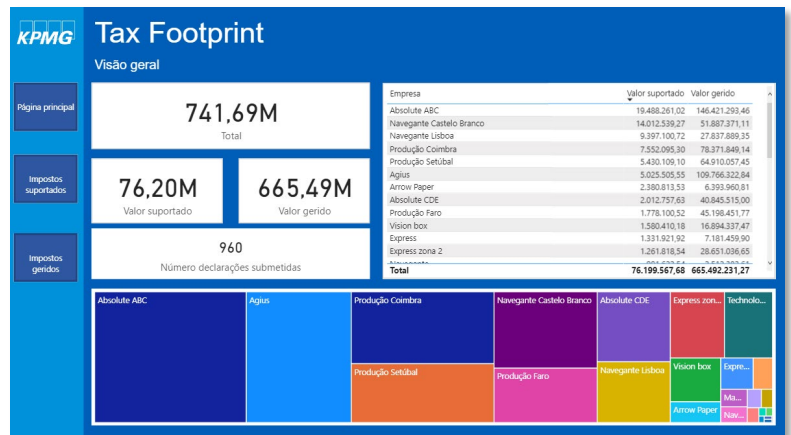 KPMG
Tax Footprint
Visão geral
Página principal
Impostos
suportados
Impostos
geridos
741,69M
Total
76,20M
Valor suportado
665,49M
Valor gerido
960
Número declarações submetidas
Empresa Valor suportado Valor gerido
Absolute ABC 19.488.261,02 146.421.293,46
Navegante Castelo Branco 14.012.539,27 51.887.371,11
Navegante Lisboa 9.397.100,72 27.837.889,35
Produção Coimbra 7.552.095,30 78.371.849,14
Produção Setúbal 5.430.109,10 64.910.057,45
Agius 5.025.505,55 109.766.322,84
Arrow Paper 2.380.813,53 6.393.960,81
Absolute CDE 2.012.757,63 40.845.515,00
Produção Faro 1.778.100,52 45.198.451,77
Vision box 1.580.410,18 16.894.337,47
Express 1.331.921,92 7.181.459,90
Express zona 2 1.261.818,54 28.651.036,65
Total 76.199.567,68 665.492.231,27
Absolute ABC
Agius
Produção Coimbra
Navegante Castelo Branco
Absolute CDE
Express zon...
Technolo...
Produção Setúbal
Produção Faro
Navegante Lisboa
Vision box
Expre...
Ma...
Arrow Paper
Nav...